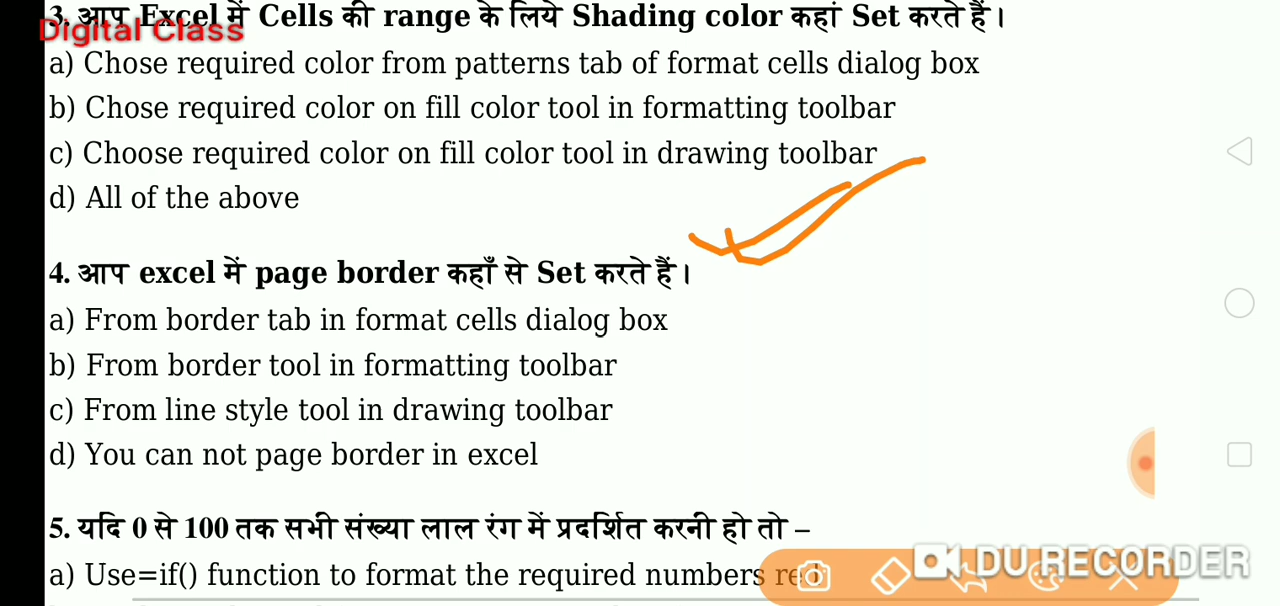 3. आप Excel में Cells की range के लिये Shading color कहां Set करते हैं।
Digital Class
a) Chose required color from patterns tab of format cells dialog box
b) Chose required color on fill color tool in formatting toolbar
c) Choose required color on fill color tool in drawing toolbar
d) All of the above
4. आप excel में page border कहाँ से Set करते हैं।
a) From border tab in format cells dialog box
b) From border tool in formatting toolbar
c) From line style tool in drawing toolbar
d) You can not page border in excel
5. यदि 0 से 100 तक सभी संख्या लाल रंग में प्रदर्शित करनी हो तो –
a) Use=if() function to format the required numbers red
DU RECORDER